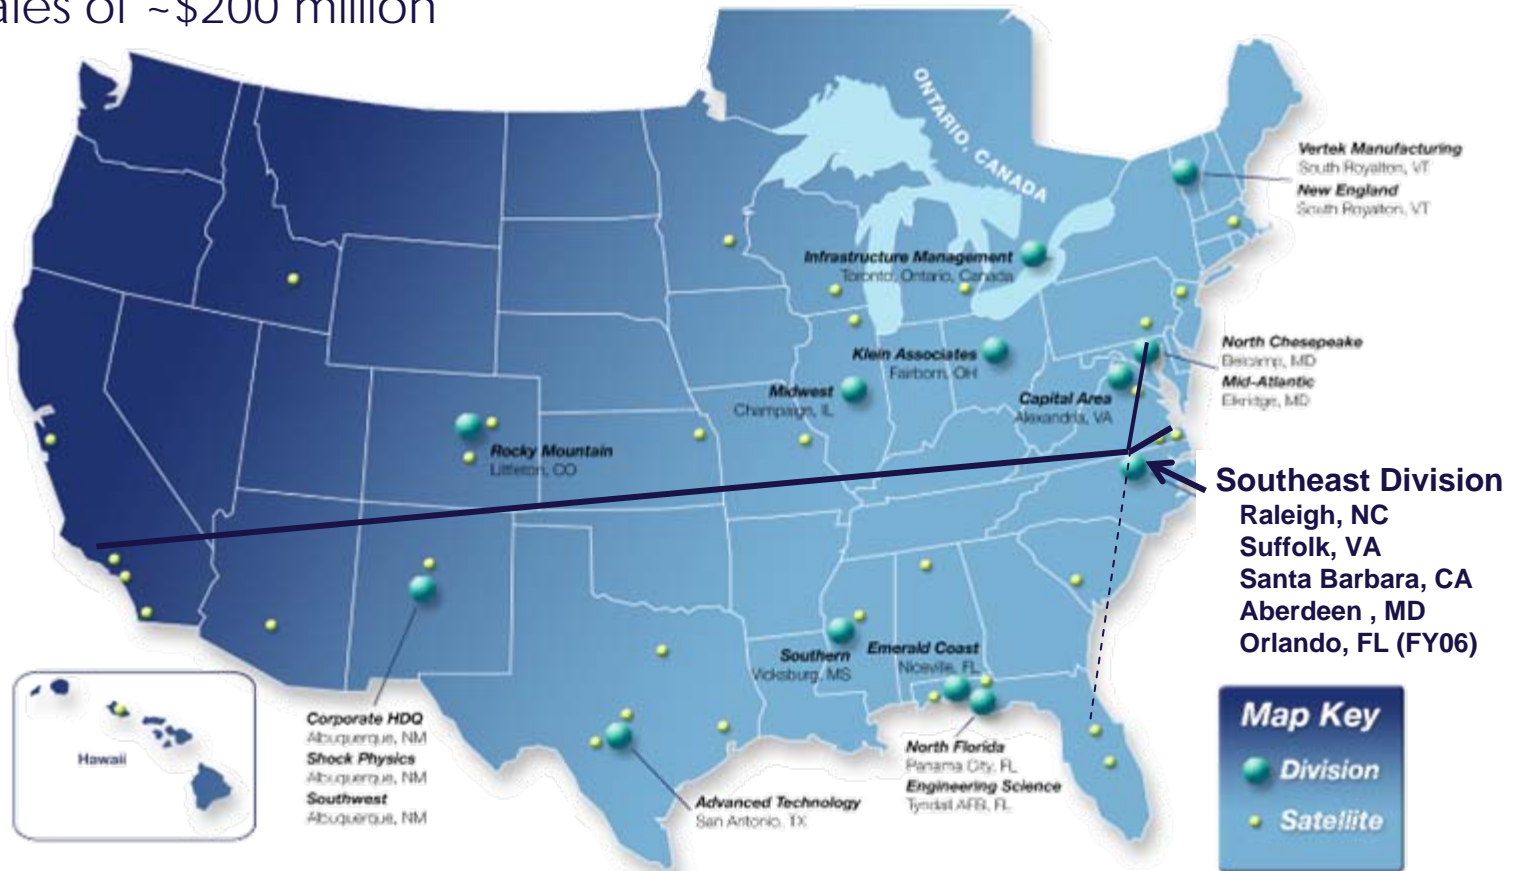 ales of ~$200 million
ONTARIO, CANADA
Vertek Manufacturing
South Royalton, VT
New England
South Royalton, VT
Infrastructure Management
Toronto, Ontario, Canada
North Chesepeake
Belcamp, MD
Mid-Atlantic
Elkridge, MD
Klein Associates
Fairborn, OH
Midwest
Champaign, IL
Capital Area
Alexandria, VA
Rocky Mountain
Littleton, CO
Southeast Division
Raleigh, NC
Suffolk, VA
Santa Barbara, CA
Aberdeen , MD
Orlando, FL (FY06)
Southern
Vicksburg, MS
Emerald Coast
Niceville, FL
Hawaii
Corporate HDQ
Albuquerque, NM
Shock Physics
Albuquerque, NM
Southwest
Albuquerque, NM
North Florida
Panama City, FL
Engineering Science
Tyndall AFB, FL
Advanced Technology
San Antonio, TX
Map Key
Division
Satellite